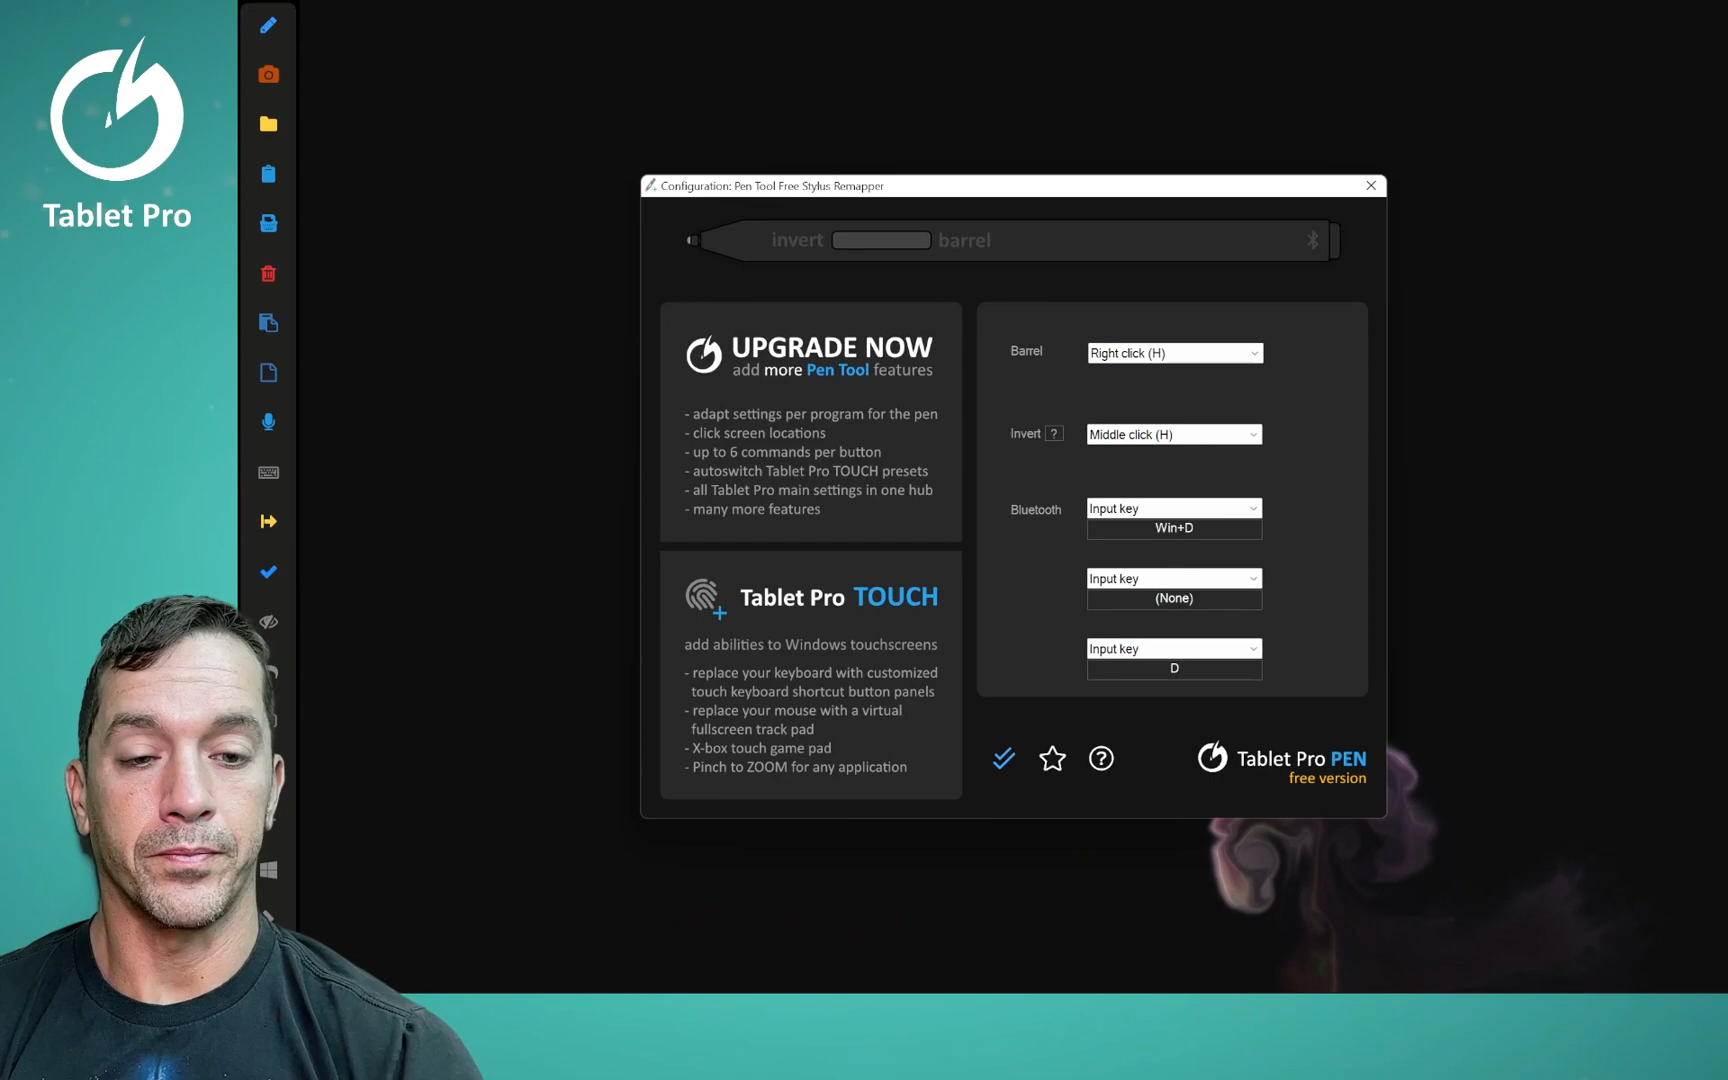 Tablet Pro
Configuration: Pen Tool Free Stylus Remapper
invert barrel
UPGRADE NOW
add more Pen Tool features
- adapt settings per program for the pen
- click screen locations
- up to 6 commands per button
- autoswitch Tablet Pro TOUCH presets
- all Tablet Pro main settings in one hub
- many more features
Tablet Pro TOUCH
add abilities to Windows touchscreens
- replace your keyboard with customized
touch keyboard shortcut button panels
- replace your mouse with a virtual
fullscreen track pad
- X-box touch game pad
- Pinch to ZOOM for any application
Barrel Right click (H)
Invert ? Middle click (H)
Bluetooth Input key
Win+D
Input key
(None)
Input key
D
?
Tablet Pro PEN
free version